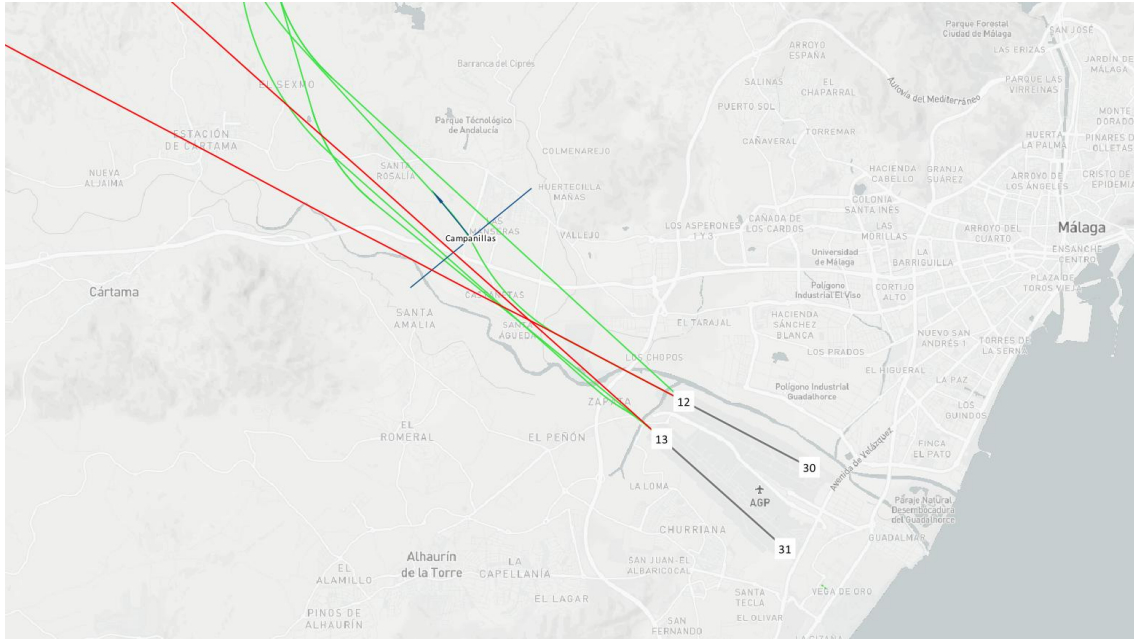 Parque Forestal
Ciudad de Málaga
SAN JOSÉ
ARROYO
ESPAÑA
LAS ERIZAS
JARDÍN DE
MÁLAGA
Barranca del Ciprés
EL SEXMO
SALINAS
EL
CHAPARRAL
Autovía del Mediterráneo
PARQUE LAS
VIRREINAS
PUERTO SOL
MONTE
DORADO
Parque Tecnológico
de Andalucía
ESTACIÓN
DE CÁRTAMA
TORREMAR
CAÑAVERAL
HUERTA
LA PALMA
PINARES DE
OLLETAS
COLMENAREJO
NUEVA
ALJAIMA
SANTA
ROSALÍA
HACIENDA
CABELLO
GRANJA
SUÁREZ
ARROYO DE
LOS ÁNGELES
CRISTO DE
EPIDEMIA
HUERTECILLA
MAÑAS
COLONIA
SANTA INÉS
LOS ASPERONES
1 Y 3
CAÑADA DE
LOS CARDOS
LAS
MORILLAS
ARROYO DEL
CUARTO
Málaga
VALLEJO
Campanillas
Universidad
de Málaga
LA
BARRIGUILLA
ENSANCHE
CENTRO
PLAZA DE
TOROS VIEJA
Cártama
Polígono
Industrial El Viso
CORTIJO
ALTO
SANTA
AMALIA
EL TARAJAL
HACIENDA
SÁNCHEZ
BLANCA
NUEVO SAN
ANDRÉS 1
TORRES DE
LA SERNA
LOS CHOPOS
LOS PRADOS
EL HIGUERAL
LA PAZ
Polígono Industrial
Guadalhorce
ZAPATA
12
LOS
GUINDOS
EL
ROMERAL
EL PEÑÓN
13
Avenida de Velázquez
FINCA
EL PATO
30
LA LOMA
AGP
Paraje Natural
Desembocadura
del Guadalhorce
CHURRIANA
GUADALMAR
31
Alhaurín
de la Torre
LA
CAPELLANÍA
SAN JUAN-EL
ALBARICOCAL
EL
ALAMILLO
SANTA
TECLA
VEGA DE ORO
EL LAGAR
PINOS DE
ALHAURÍN
EL OLIVAR
SAN
FERNANDO